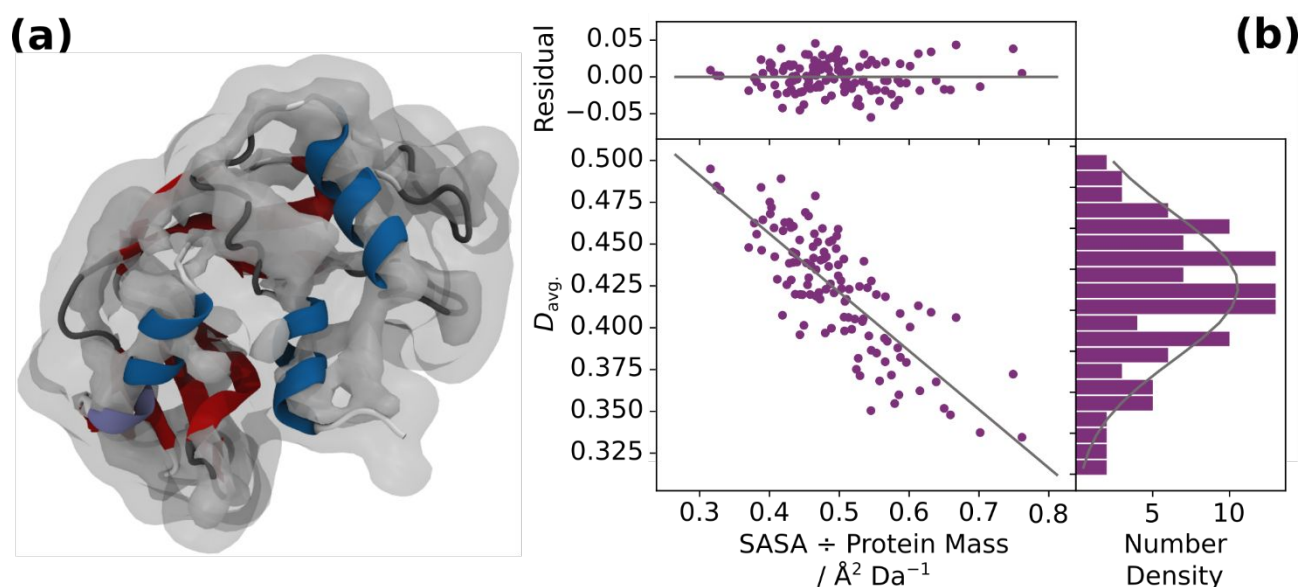 (a)
(b)
Residual
0.05
0.00
−0.05
D_avg.
0.500
0.475
0.450
0.425
0.400
0.375
0.350
0.325
0.3 0.4 0.5 0.6 0.7 0.8
SASA ÷ Protein Mass
/ Å² Da⁻¹
5 10
Number
Density